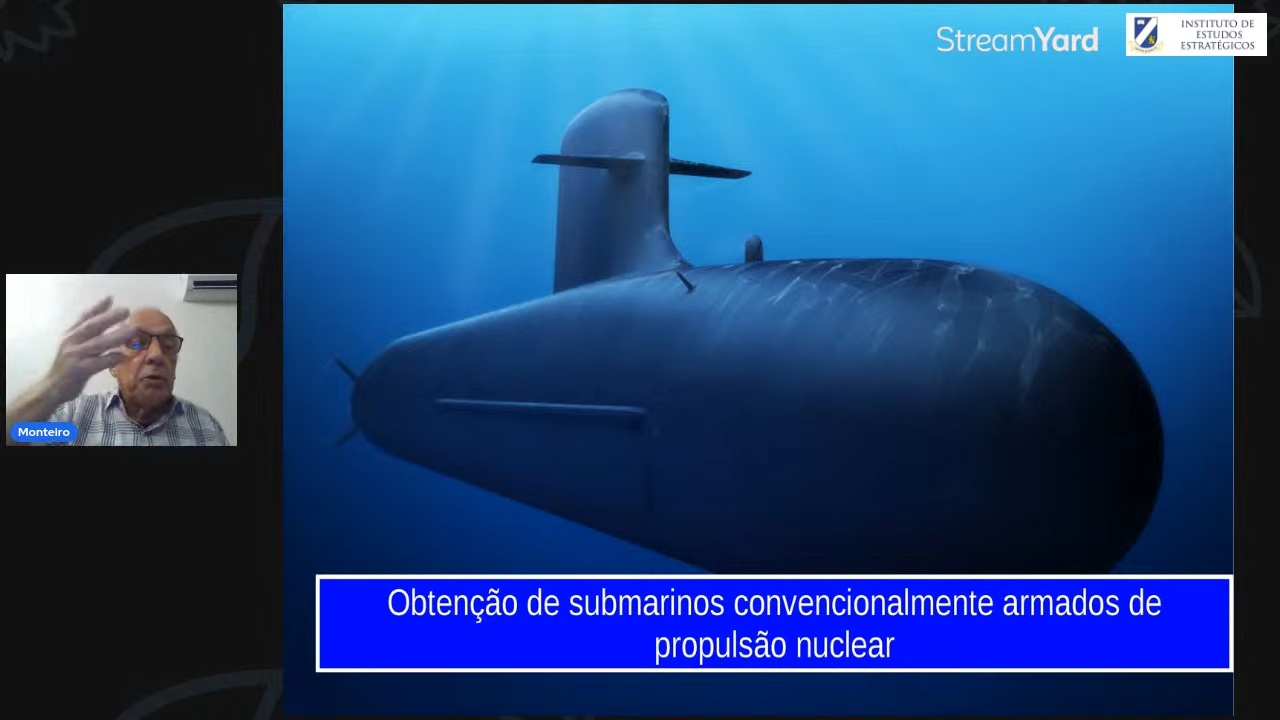 StreamYard
INSTITUTO DE
ESTUDOS
ESTRATÉGICOS
Monteiro
Obtenção de submarinos convencionalmente armados de
propulsão nuclear